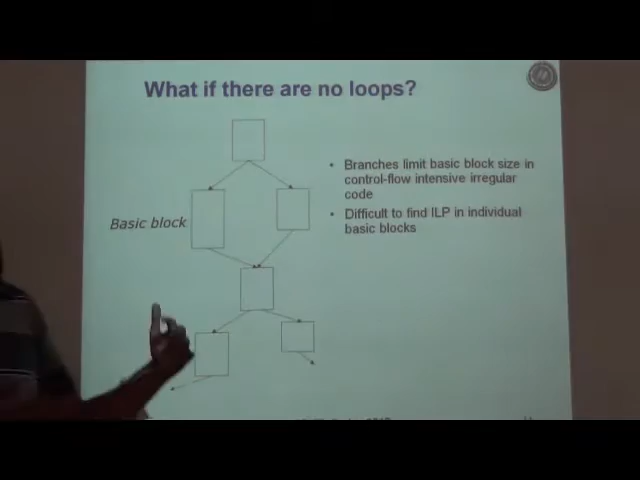 What if there are no loops?
• Branches limit basic block size in
control-flow intensive irregular
code
• Difficult to find ILP in individual
basic blocks
Basic block